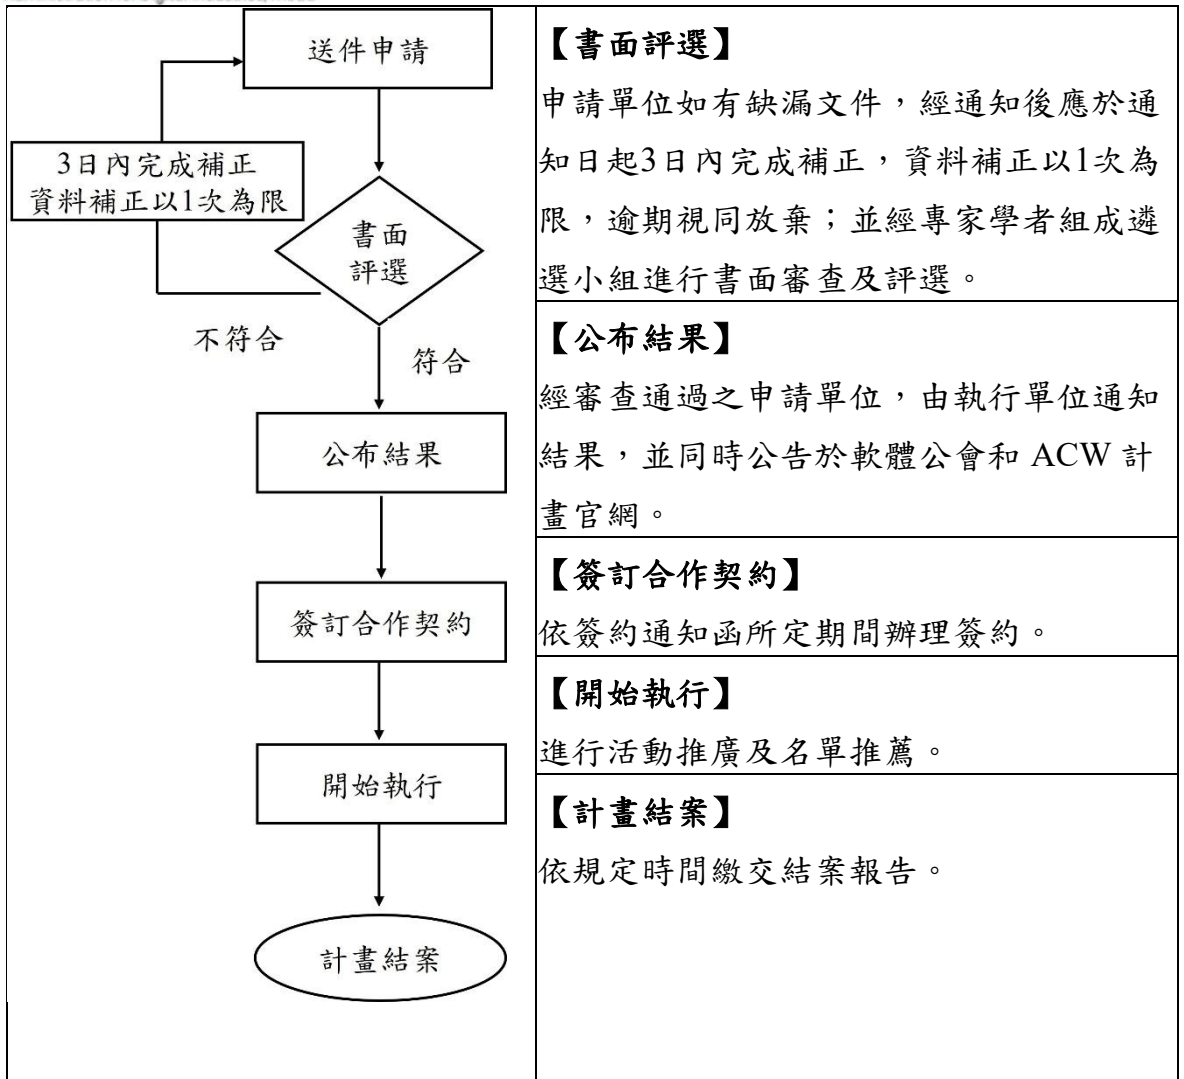 送件申請
3日內完成補正
資料補正以1次為限
書面
評選
不符合
符合
公布結果
簽訂合作契約
開始執行
計畫結案
【書面評選】
申請單位如有缺漏文件，經通知後應於通
知日起3日內完成補正，資料補正以1次為
限，逾期視同放棄；並經專家學者組成遴
選小組進行書面審查及評選。
【公布結果】
經審查通過之申請單位，由執行單位通知
結果，並同時公告於軟體公會和 ACW 計
畫官網。
【簽訂合作契約】
依簽約通知函所定期間辦理簽約。
【開始執行】
進行活動推廣及名單推薦。
【計畫結案】
依規定時間繳交結案報告。